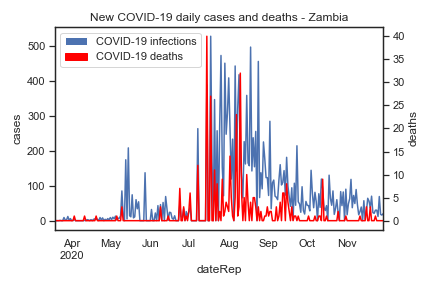 New COVID-19 daily cases and deaths - Zambia
COVID-19 infections
COVID-19 deaths
500
400
300
200
100
0
cases
40
35
30
25
20
15
10
5
0
deaths
Apr
2020
May
Jun
Jul
Aug
Sep
Oct
Nov
dateRep